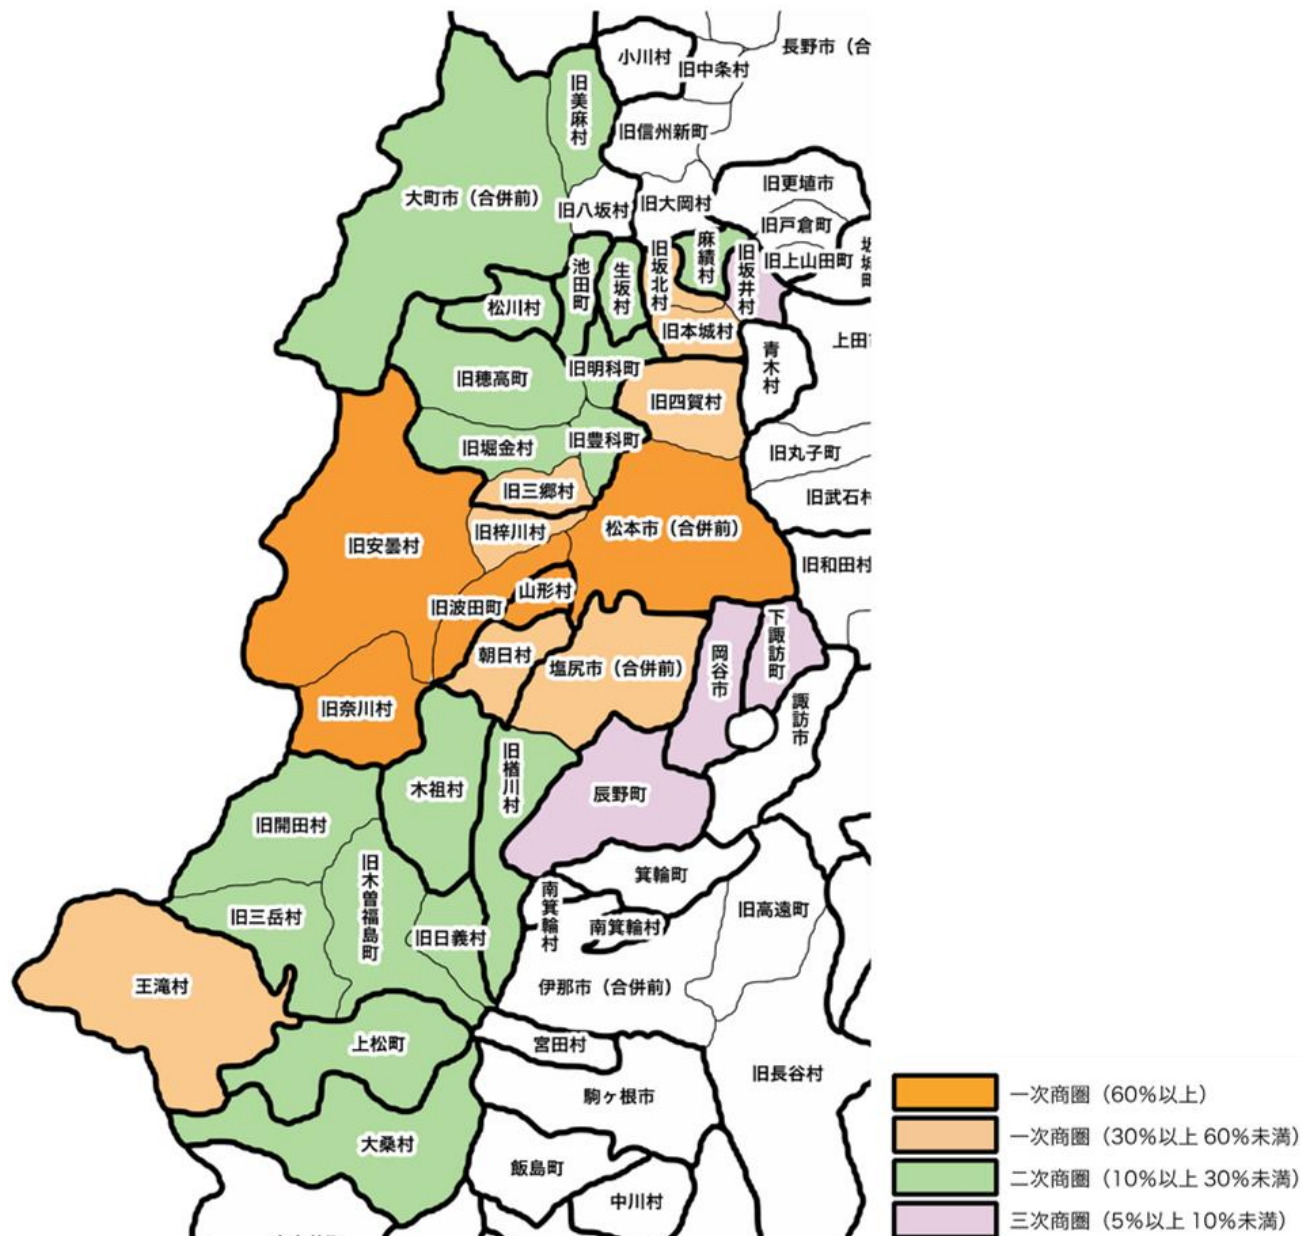 小川村
旧中条村
長野市（合
旧美麻村
旧信州新町
大町市（合併前）
旧八坂村
旧大岡村
旧更埴市
旧戸倉町
旧上山田町
池田町
生坂村
旧坂北村
麻績村
旧坂井村
松川村
旧本城村
上田
青木村
旧穂高町
旧明科町
旧四賀村
旧堀金村
旧豊科町
旧丸子町
旧三郷村
旧武石村
旧梓川村
松本市（合併前）
旧安曇村
旧和田村
山形村
旧波田町
朝日村
塩尻市（合併前）
岡谷市
下諏訪町
諏訪市
旧奈川村
木祖村
旧楢川村
辰野町
旧開田村
旧木曽福島町
箕輪町
南箕輪村
南箕輪村
旧高遠町
旧三岳村
旧日義村
王滝村
伊那市（合併前）
上松町
宮田村
旧長谷村
駒ヶ根市
大桑村
飯島町
中川村
一次商圏（60%以上）
一次商圏（30%以上 60%未満）
二次商圏（10%以上 30%未満）
三次商圏（5%以上 10%未満）